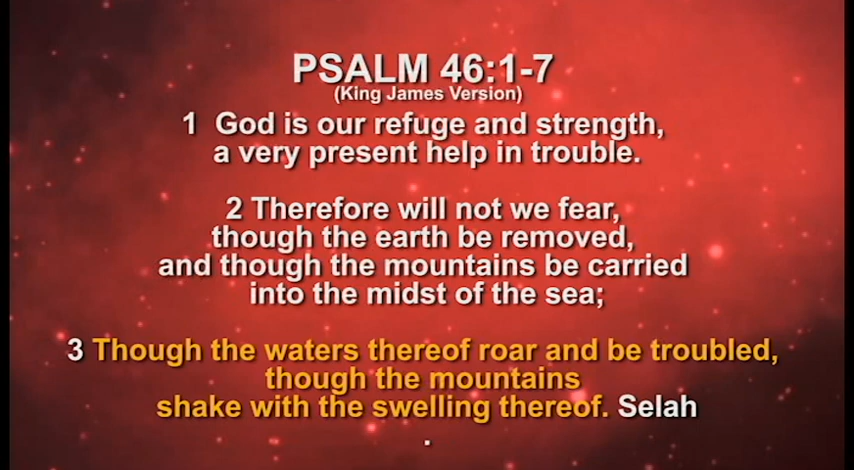 PSALM 46:1-7
(King James Version)
1 God is our refuge and strength,
a very present help in trouble.
2 Therefore will not we fear,
though the earth be removed,
and though the mountains be carried
into the midst of the sea;
3 Though the waters thereof roar and be troubled,
though the mountains
shake with the swelling thereof. Selah
.